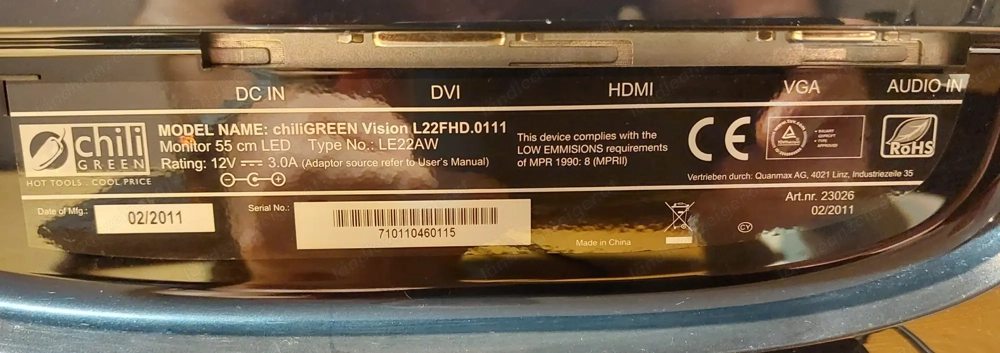 DC IN DVI HDMI VGA AUDIO IN
chili
GREEN
HOT TOOLS . COOL PRICE
MODEL NAME: chiliGREEN Vision L22FHD.0111
Monitor 55 cm LED Type No.: LE22AW
Rating: 12V 3.0A (Adaptor source refer to User's Manual)
This device complies with the
LOW EMMISIONS requirements
of MPR 1990: 8 (MPRII)
CE
RoHS
Vertrieben durch: Quanmax AG, 4021 Linz, Industriezeile 35
Date of Mfg.: 02/2011
Serial No.:
710110460115
Made in China
Art.nr. 23026
02/2011
CY